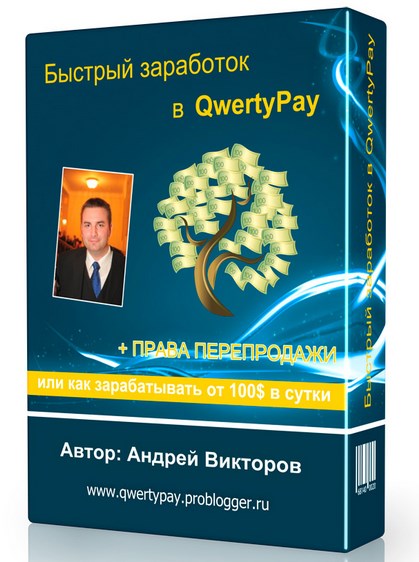 Быстрый заработок
в QwertyPay
+ ПРАВА ПЕРЕПРОДАЖИ
или как зарабатывать от 100$ в сутки
Автор: Андрей Викторов
www.qwertypay.problogger.ru
Быстрый заработок в QwertyPay